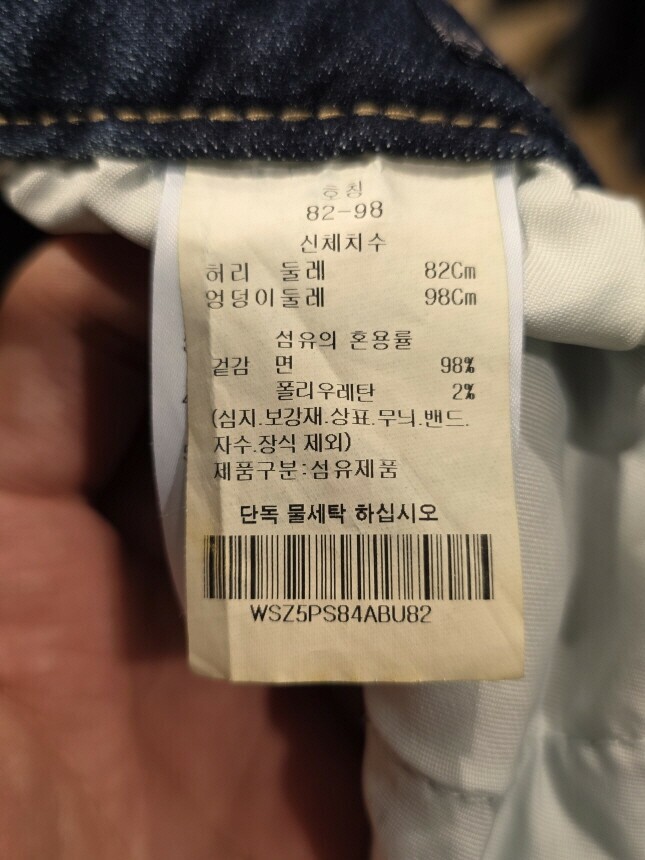 호칭
82-98
신체치수
허리 둘레 82Cm
엉덩이둘레 98Cm
섬유의 혼용률
겉감 면 98%
폴리우레탄 2%
(심지.보강재.상표.무늬.밴드.
자수.장식 제외)
제품구분:섬유제품
단독 물세탁 하십시오
WSZ5PS84ABU82